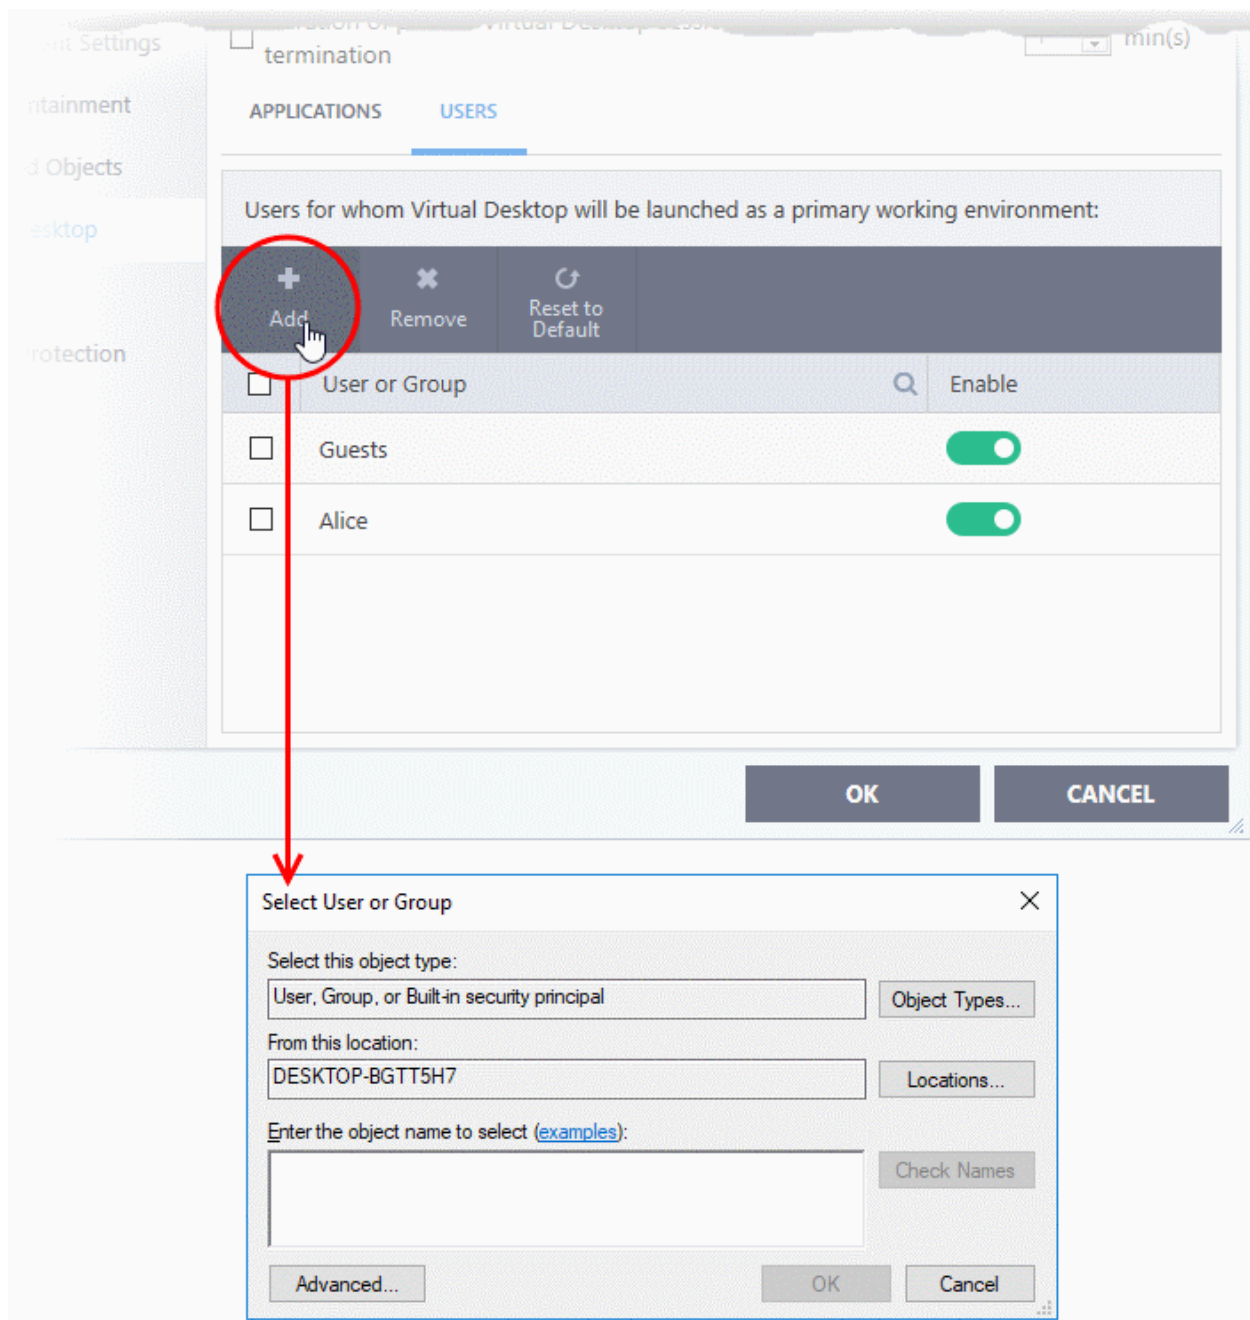 Settings
min(s)
termination
APPLICATIONS USERS
Objects
Users for whom Virtual Desktop will be launched as a primary working environment:
Add Remove Reset to
Default
User or Group Enable
Guests
Alice
OK CANCEL
Select User or Group
Select this object type:
User, Group, or Built-in security principal Object Types...
From this location:
DESKTOP-BGTT5H7 Locations...
Enter the object name to select (examples):
Check Names
Advanced... OK Cancel